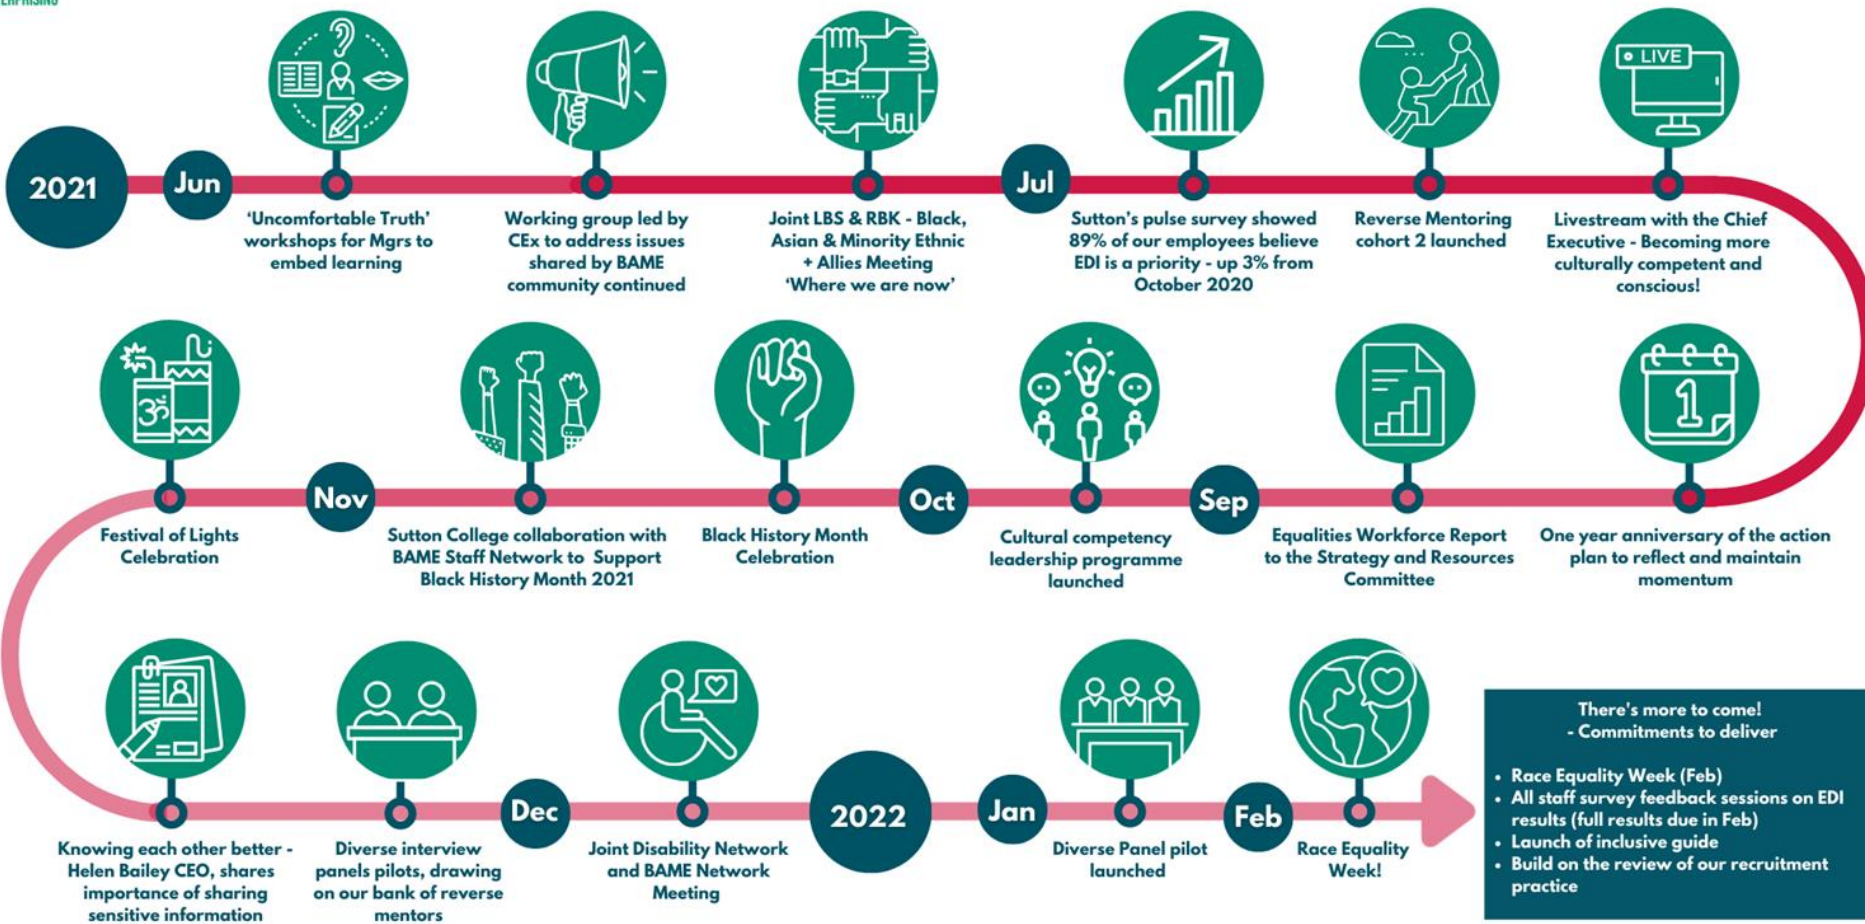 2021
Jun
'Uncomfortable Truth'
workshops for Mgrs to
embed learning
Working group led by
CEx to address issues
shared by BAME
community continued
Joint LBS & RBK - Black,
Asian & Minority Ethnic
+ Allies Meeting
'Where we are now'
Jul
Sutton's pulse survey showed
89% of our employees believe
EDI is a priority - up 3% from
October 2020
Reverse Mentoring
cohort 2 launched
LIVE
Livestream with the Chief
Executive - Becoming more
culturally competent and
conscious!
1
One year anniversary of the action
plan to reflect and maintain
momentum
Equalities Workforce Report
to the Strategy and Resources
Committee
Sep
Cultural competency
leadership programme
launched
Oct
Black History Month
Celebration
Sutton College collaboration with
BAME Staff Network to Support
Black History Month 2021
Nov
ॐ
Festival of Lights
Celebration
Knowing each other better -
Helen Bailey CEO, shares
importance of sharing
sensitive information
Diverse interview
panels pilots, drawing
on our bank of reverse
mentors
Dec
Joint Disability Network
and BAME Network
Meeting
2022
Jan
Diverse Panel pilot
launched
Feb
Race Equality
Week!
There's more to come!
- Commitments to deliver
• Race Equality Week (Feb)
• All staff survey feedback sessions on EDI
results (full results due in Feb)
• Launch of inclusive guide
• Build on the review of our recruitment
practice